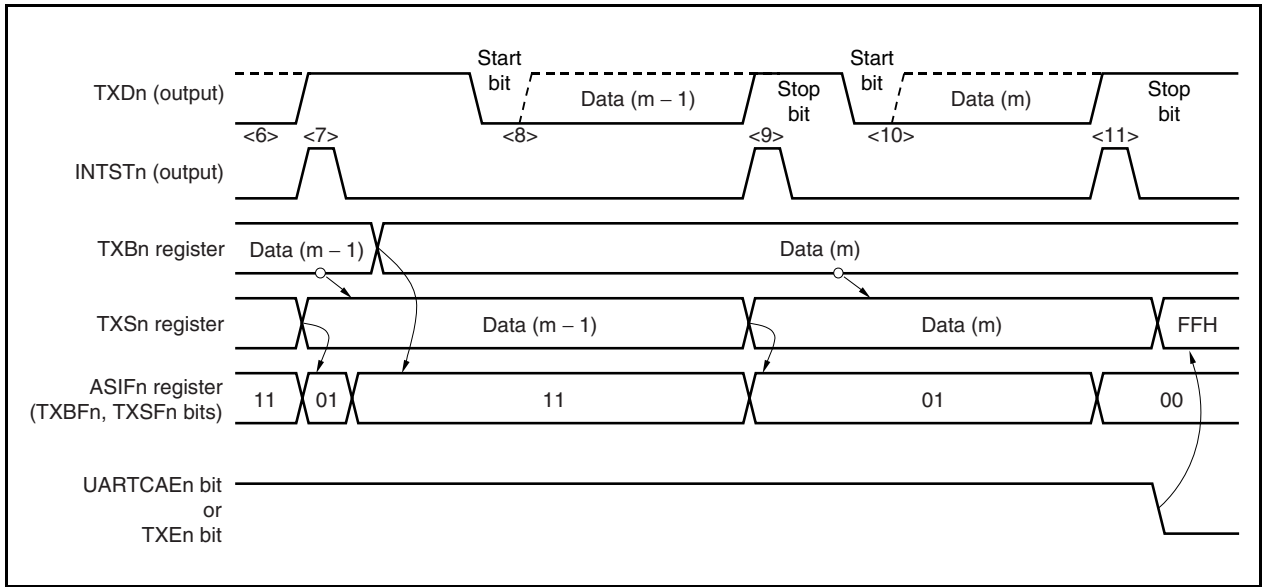 Start
bit
Start
bit
TXDn (output)
Data (m – 1)
Stop
bit
Data (m)
Stop
bit
<6>
<7>
<8>
<9>
<10>
<11>
INTSTn (output)
TXBn register
Data (m – 1)
Data (m)
TXSn register
Data (m – 1)
Data (m)
FFH
ASIFn register
(TXBFn, TXSFn bits)
11
01
11
01
00
UARTCAEn bit
or
TXEn bit